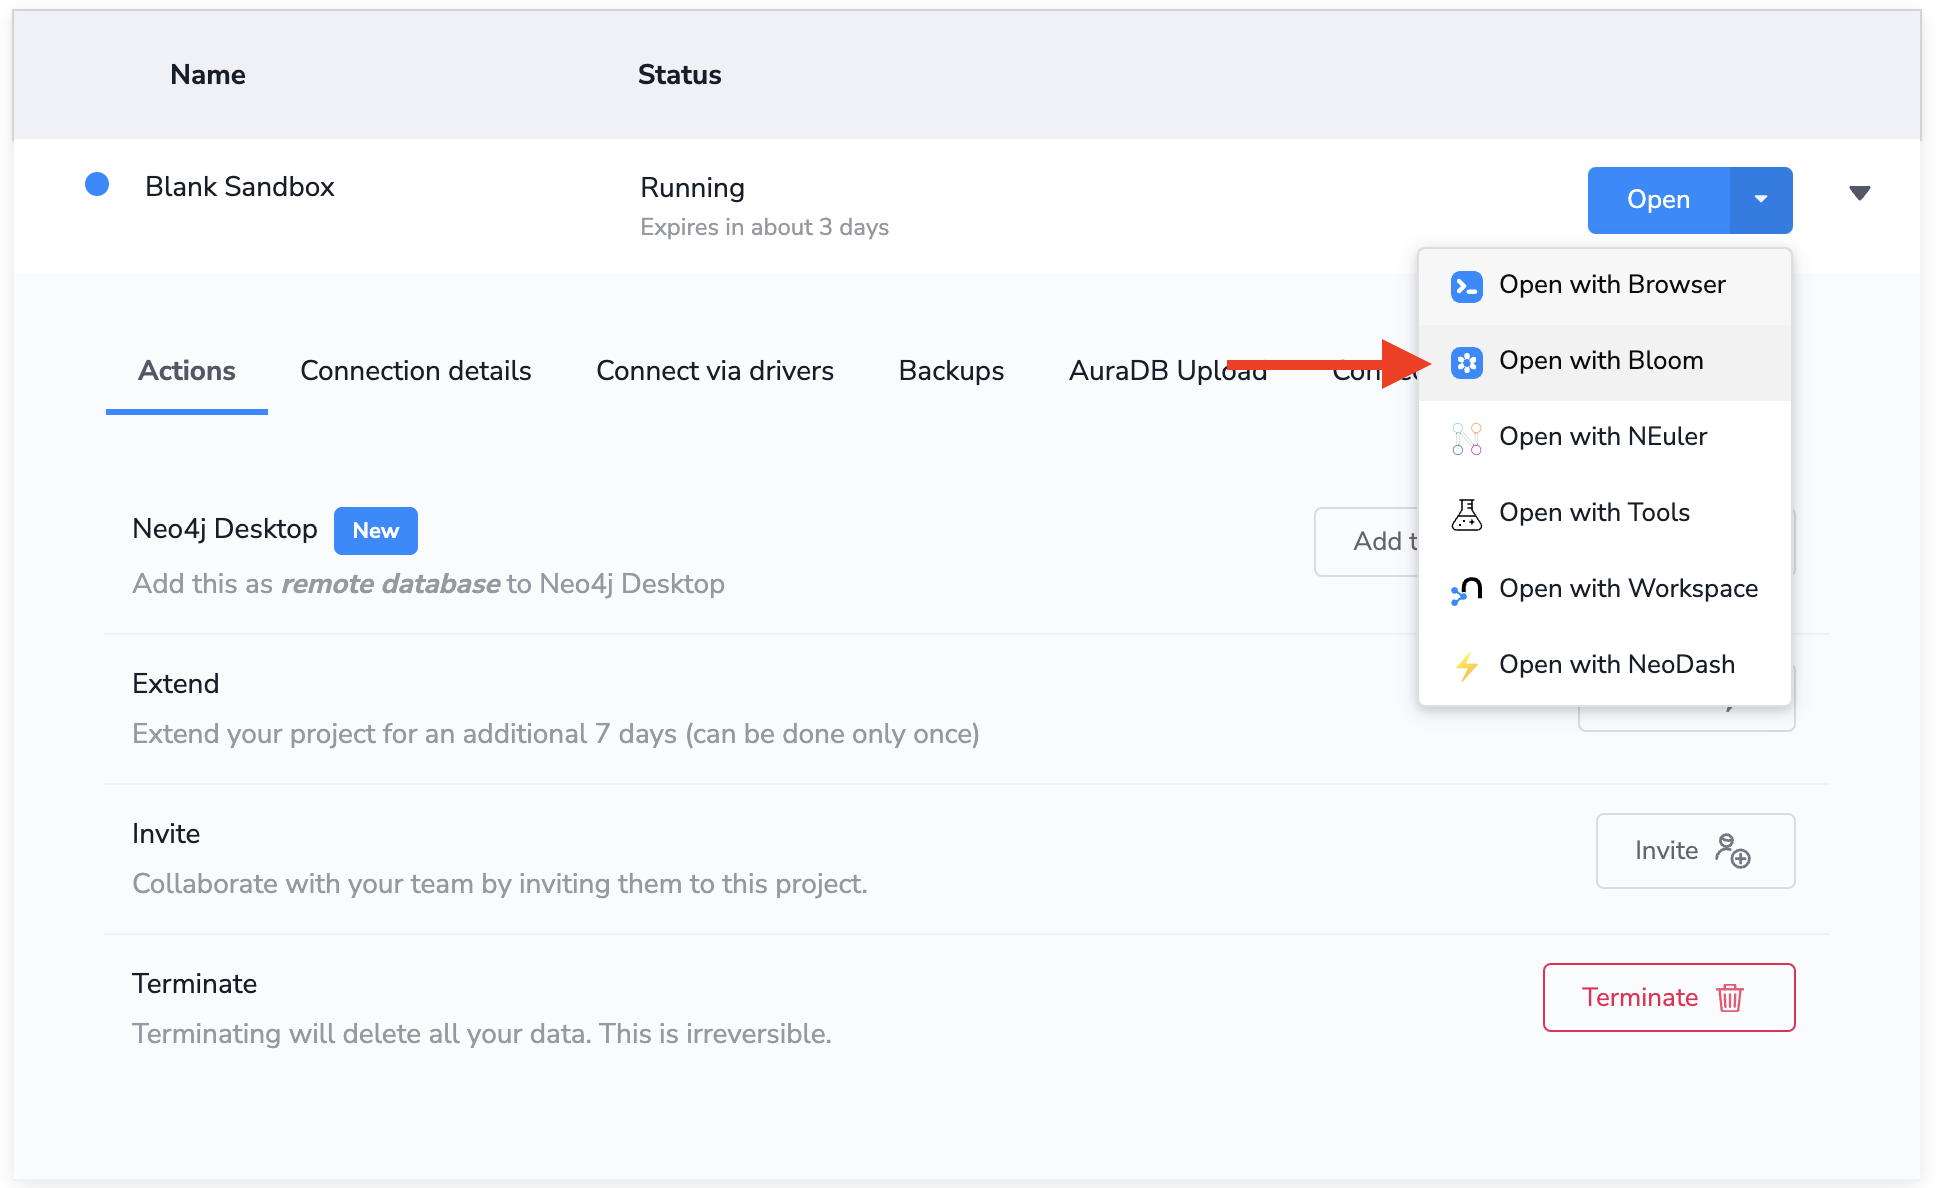 Name Status
Blank Sandbox Running Open
Expires in about 3 days
Open with Browser
Open with Bloom
Open with NEuler
Open with Tools
Open with Workspace
Open with NeoDash
Actions Connection details Connect via drivers Backups AuraDB Upload
Neo4j Desktop New Add
Add this as remote database to Neo4j Desktop
Extend
Extend your project for an additional 7 days (can be done only once)
Invite Invite
Collaborate with your team by inviting them to this project.
Terminate Terminate
Terminating will delete all your data. This is irreversible.